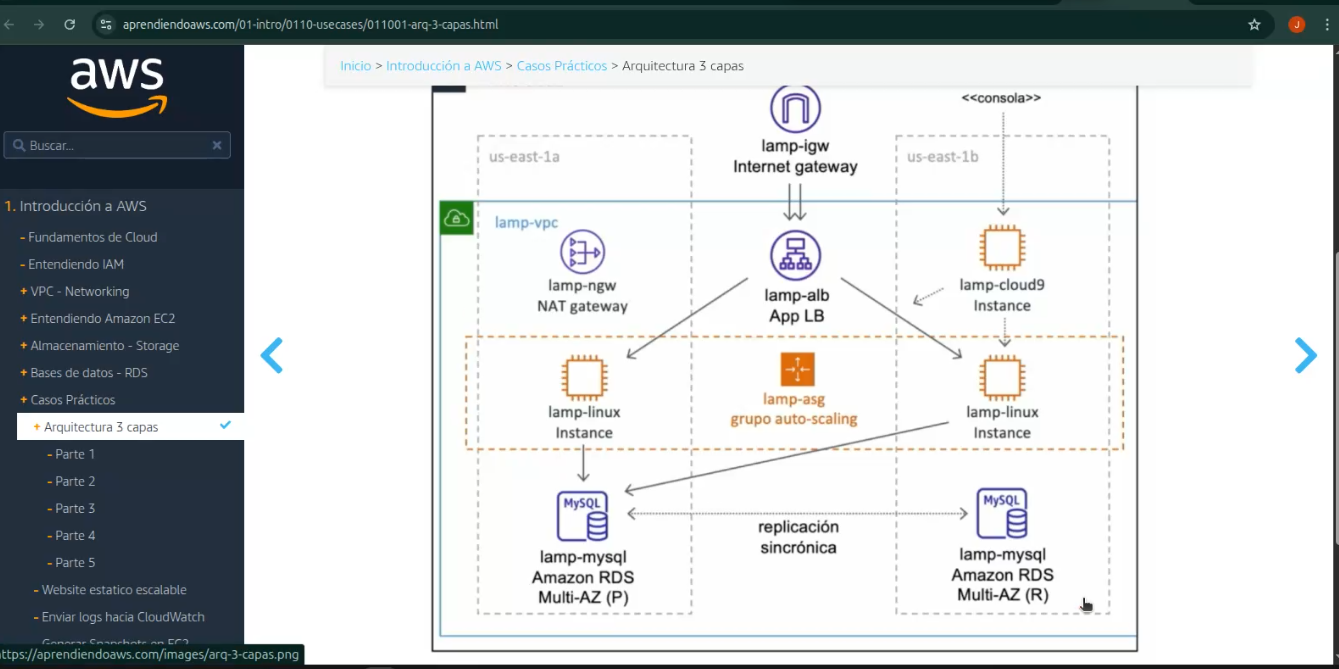 aprendiendoaws.com/01-intro/0110-usecases/011001-arq-3-capas.html
J
aws
Buscar...
1. Introducción a AWS
- Fundamentos de Cloud
- Entendiendo IAM
+ VPC - Networking
+ Entendiendo Amazon EC2
+ Almacenamiento - Storage
+ Bases de datos - RDS
+ Casos Prácticos
+ Arquitectura 3 capas
- Parte 1
- Parte 2
- Parte 3
- Parte 4
- Parte 5
- Website estatico escalable
- Enviar logs hacia CloudWatch
- Generar Snapshots en EC2
https://aprendiendoaws.com/images/arq-3-capas.png
Inicio > Introducción a AWS > Casos Prácticos > Arquitectura 3 capas
<<consola>>
lamp-igw
Internet gateway
us-east-1a
us-east-1b
lamp-vpc
lamp-ngw
NAT gateway
lamp-alb
App LB
lamp-cloud9
Instance
lamp-linux
Instance
lamp-asg
grupo auto-scaling
lamp-linux
Instance
MySQL
lamp-mysql
Amazon RDS
Multi-AZ (P)
replicación
sincrónica
MySQL
lamp-mysql
Amazon RDS
Multi-AZ (R)